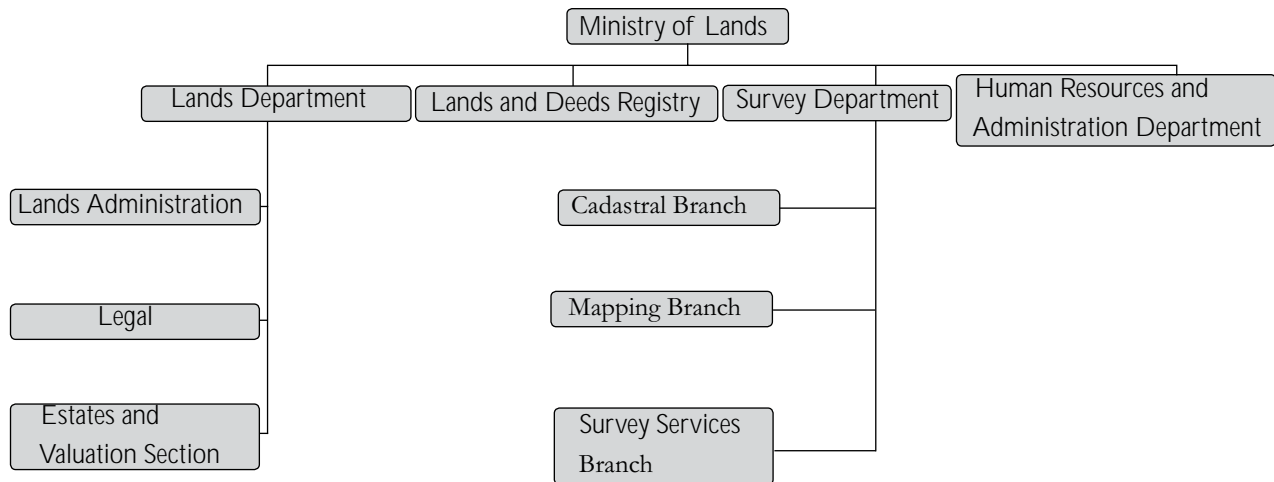 Ministry of Lands
Lands Department
Lands and Deeds Registry
Survey Department
Human Resources and
Administration Department
Lands Administration
Cadastral Branch
Legal
Mapping Branch
Estates and
Valuation Section
Survey Services
Branch